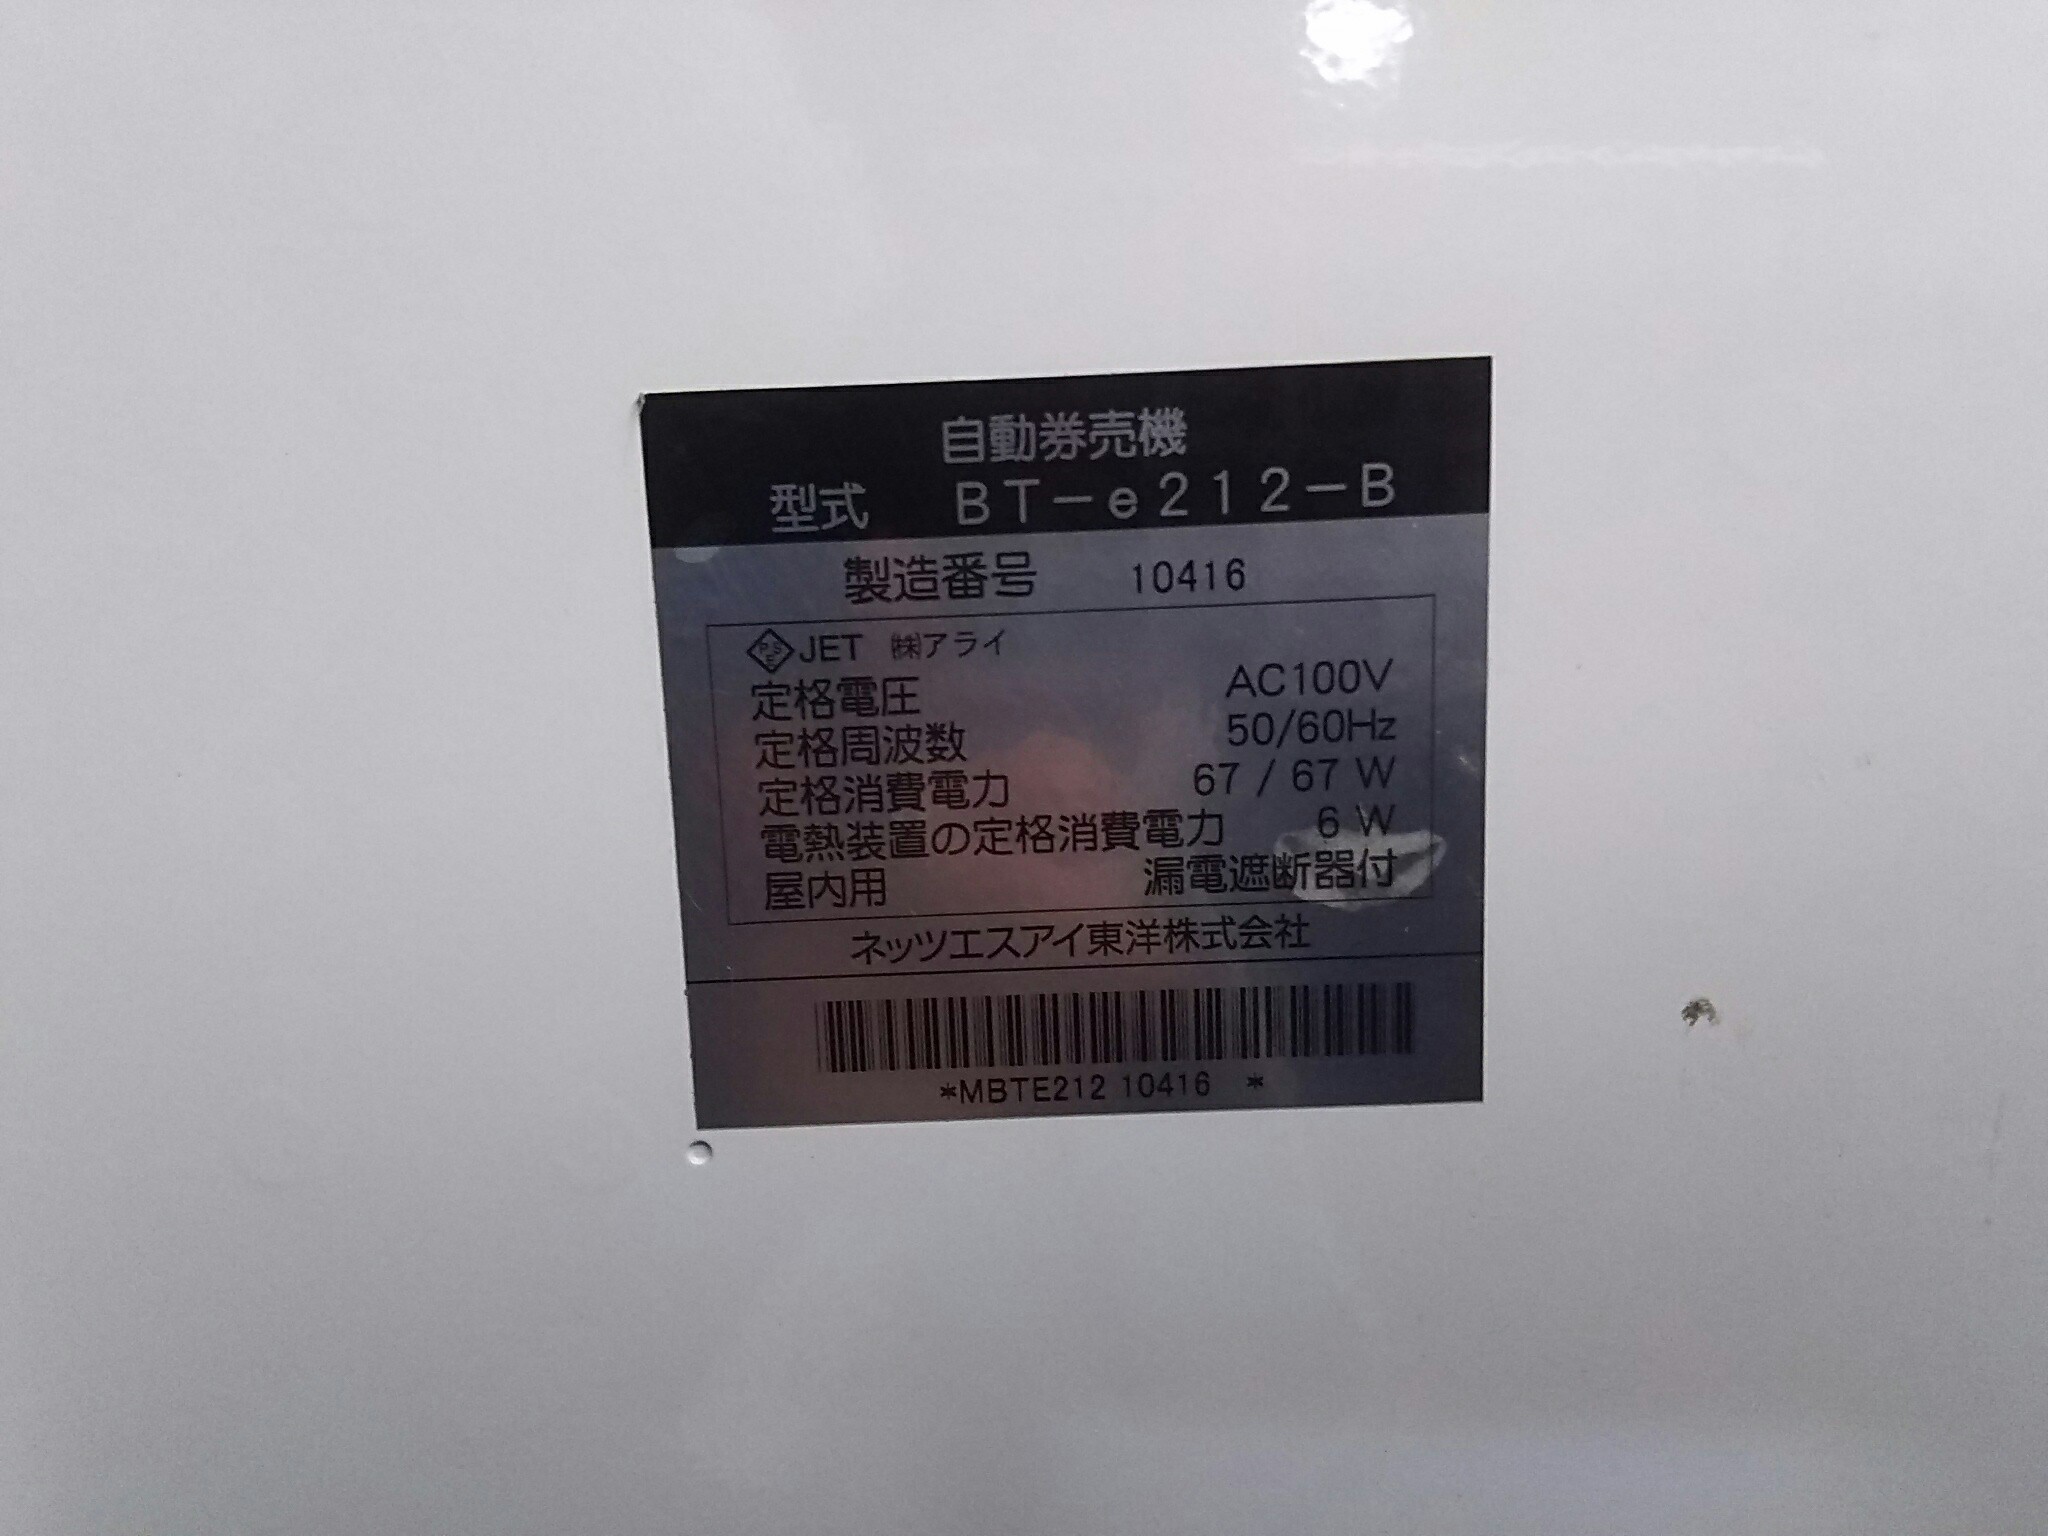 自動券売機
型式 BT-e212-B
製造番号 10416
PSE JET ㈱アライ
定格電圧 AC100V
定格周波数 50/60Hz
定格消費電力 67 / 67 W
電熱装置の定格消費電力 6 W
屋内用 漏電遮断器付
ネッツエスアイ東洋株式会社
*MBTE212 10416 *